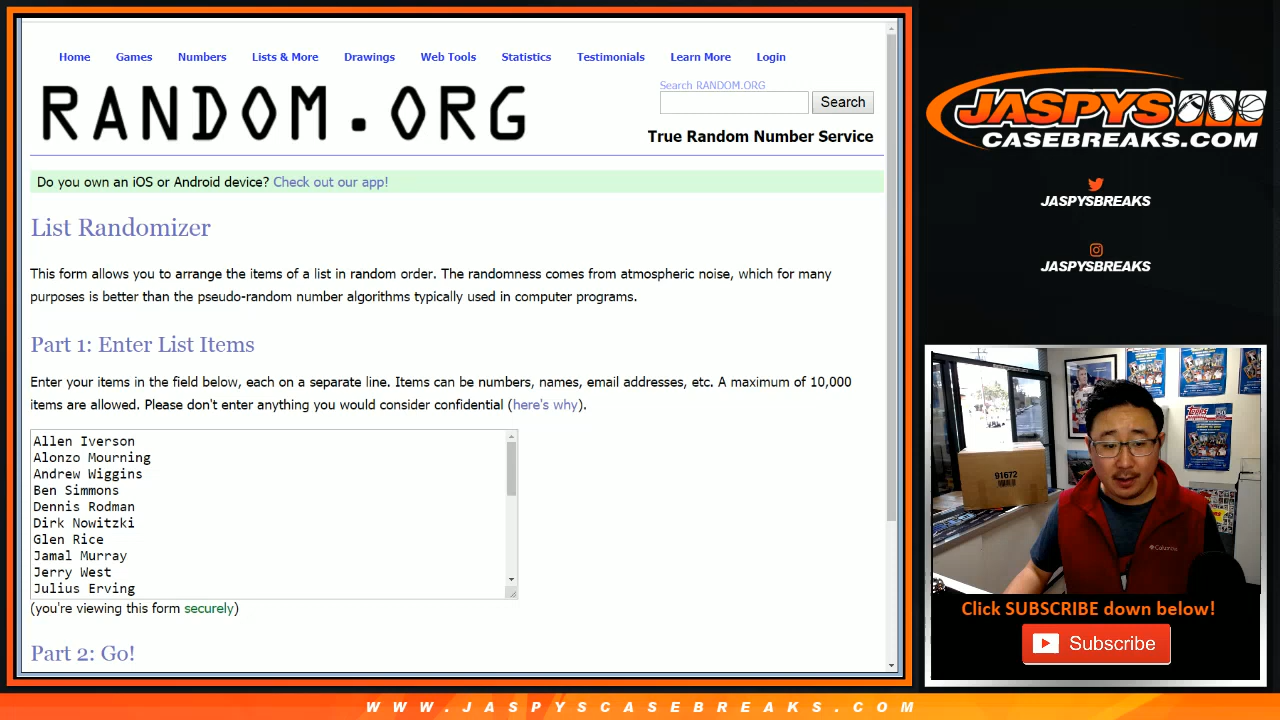 Home Games Numbers Lists & More Drawings Web Tools Statistics Testimonials Learn More Login
RANDOM.ORG
Search RANDOM.ORG
Search
True Random Number Service
Do you own an iOS or Android device? Check out our app!
List Randomizer
This form allows you to arrange the items of a list in random order. The randomness comes from atmospheric noise, which for many
purposes is better than the pseudo-random number algorithms typically used in computer programs.
Part 1: Enter List Items
Enter your items in the field below, each on a separate line. Items can be numbers, names, email addresses, etc. A maximum of 10,000
items are allowed. Please don't enter anything you would consider confidential (here's why).
Allen Iverson
Alonzo Mourning
Andrew Wiggins
Ben Simmons
Dennis Rodman
Dirk Nowitzki
Glen Rice
Jamal Murray
Jerry West
Julius Erving
(you're viewing this form securely)
Part 2: Go!
JASPYS
CASEBREAKS.COM
JASPYSBREAKS
JASPYSBREAKS
91672
Topps
Columbia
Click SUBSCRIBE down below!
Subscribe
WWW.JASPYSCASEBREAKS.COM